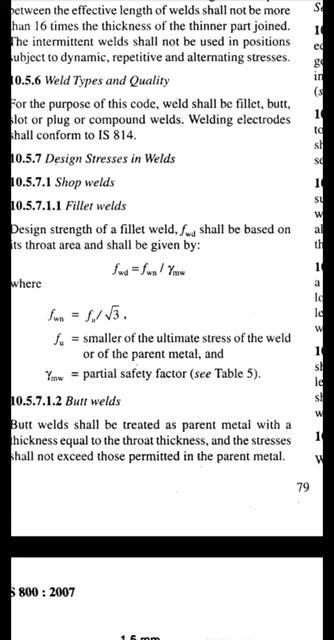 between the effective length of welds shall not be more
than 16 times the thickness of the thinner part joined.
The intermittent welds shall not be used in positions
subject to dynamic, repetitive and alternating stresses.
10.5.6 Weld Types and Quality
For the purpose of this code, weld shall be fillet, butt,
slot or plug or compound welds. Welding electrodes
shall conform to IS 814.
10.5.7 Design Stresses in Welds
10.5.7.1 Shop welds
10.5.7.1.1 Fillet welds
Design strength of a fillet weld, f_wd shall be based on
its throat area and shall be given by:
f_wd = f_wn / γ_mw
where
f_wn = f_u / √3 ,
f_u = smaller of the ultimate stress of the weld
or of the parent metal, and
γ_mw = partial safety factor (see Table 5).
10.5.7.1.2 Butt welds
Butt welds shall be treated as parent metal with a
thickness equal to the throat thickness, and the stresses
shall not exceed those permitted in the parent metal.
79
S 800 : 2007